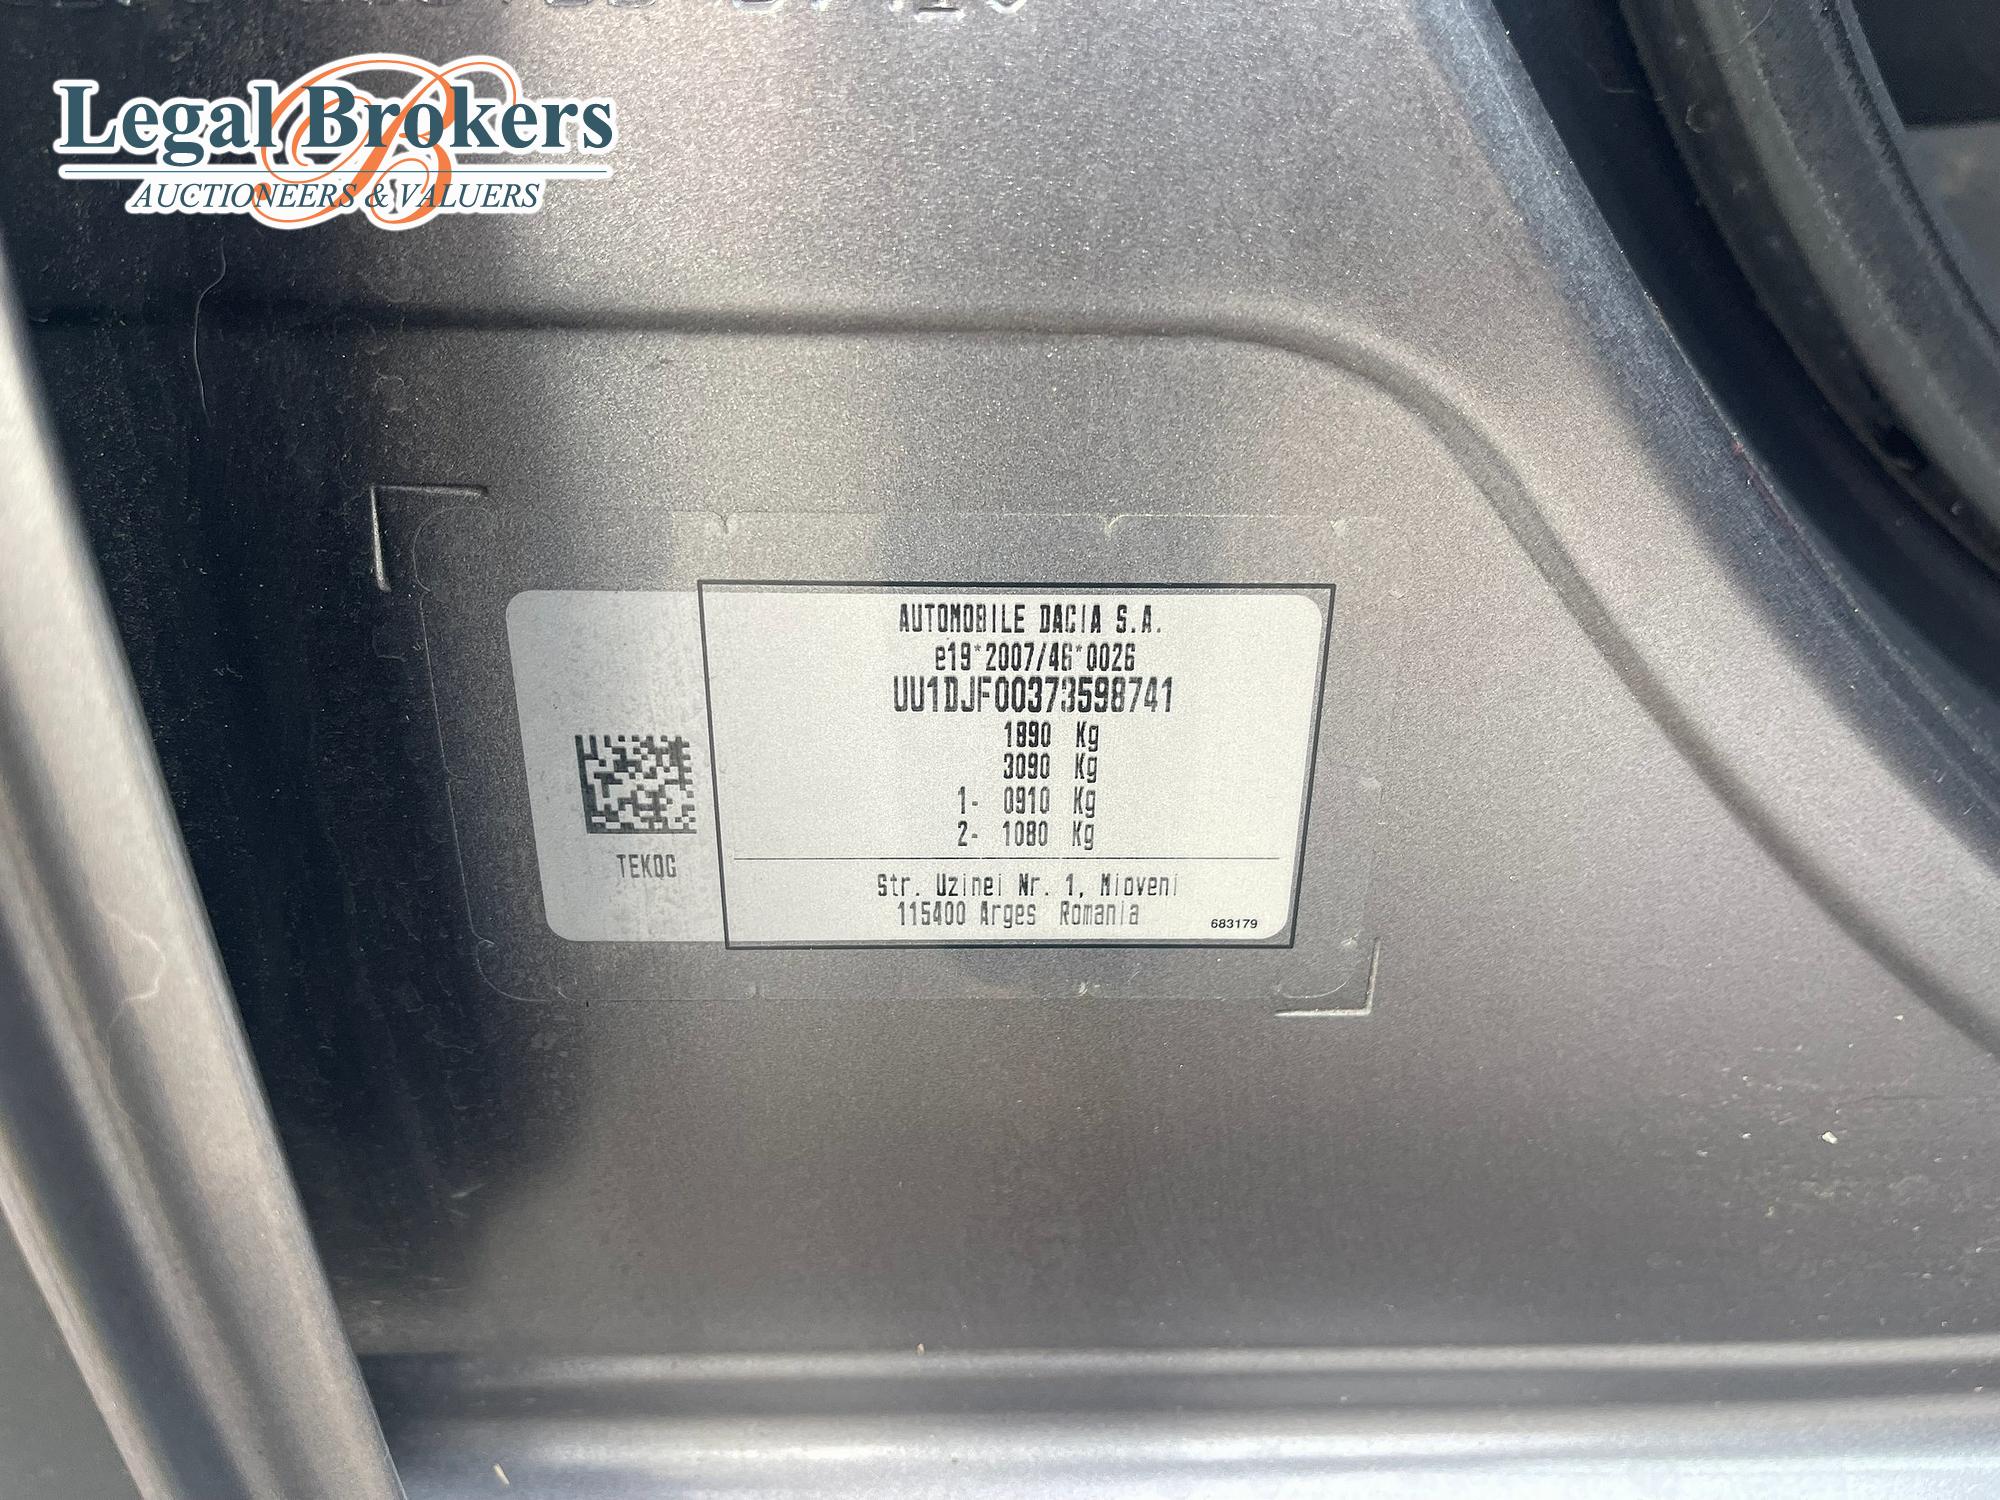 Legal Brokers
AUCTIONEERS & VALUERS
AUTOMOBILE DACIA S.A.
e19*2007/46*0026
UU1DJF00373598741
1890 Kg
3090 Kg
1- 0910 Kg
2- 1080 Kg
TEKOG
Str. Uzinei Nr. 1, Mioveni
115400 Arges Romania
683179